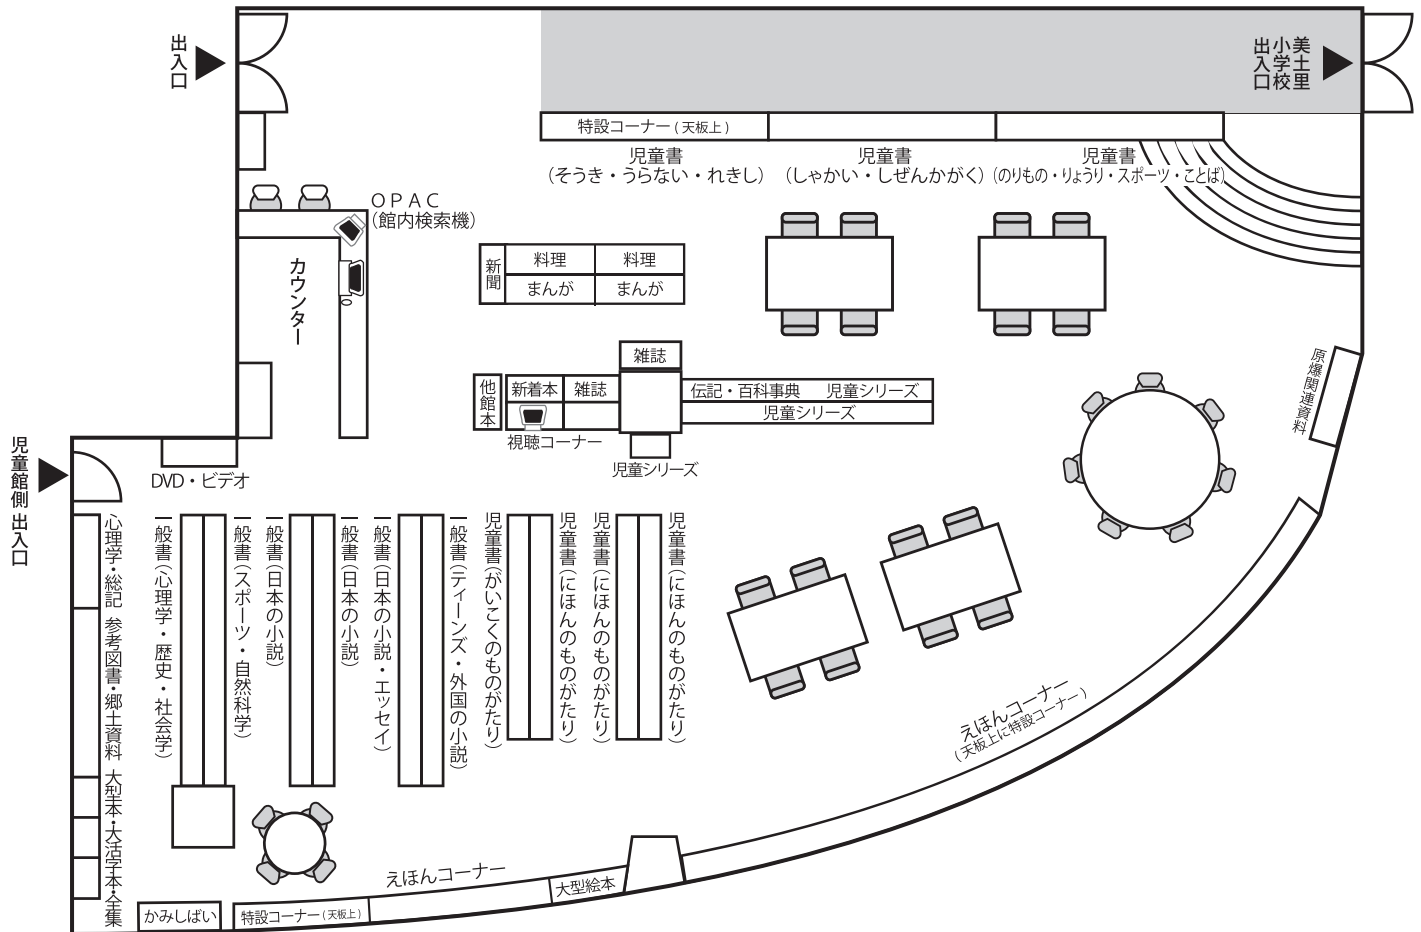 出入口
美土里
小学校
出入口
特設コーナー(天板上)
児童書
(そうき・うらない・れきし)
児童書
(しゃかい・しぜんかがく)
児童書
(のりもの・りょうり・スポーツ・ことば)
OPAC
(館内検索機)
カウンター
新聞
料理
料理
まんが
まんが
雑誌
他館本
新着本
雑誌
伝記・百科事典 児童シリーズ
児童シリーズ
視聴コーナー
児童シリーズ
原爆関連資料
児童館側 出入口
DVD・ビデオ
心理学・総記 参考図書・郷土資料 大型本・大活字本・全集
一般書(心理学・歴史・社会学)
一般書(スポーツ・自然科学)
一般書(日本の小説)
一般書(日本の小説)
一般書(日本の小説・エッセイ)
一般書(ティーンズ・外国の小説)
児童書(がいこくのものがたり)
児童書(にほんのものがたり)
児童書(にほんのものがたり)
児童書(にほんのものがたり)
えほんコーナー
(天板上に特設コーナー)
えほんコーナー
大型絵本
かみしばい
特設コーナー(天板上)